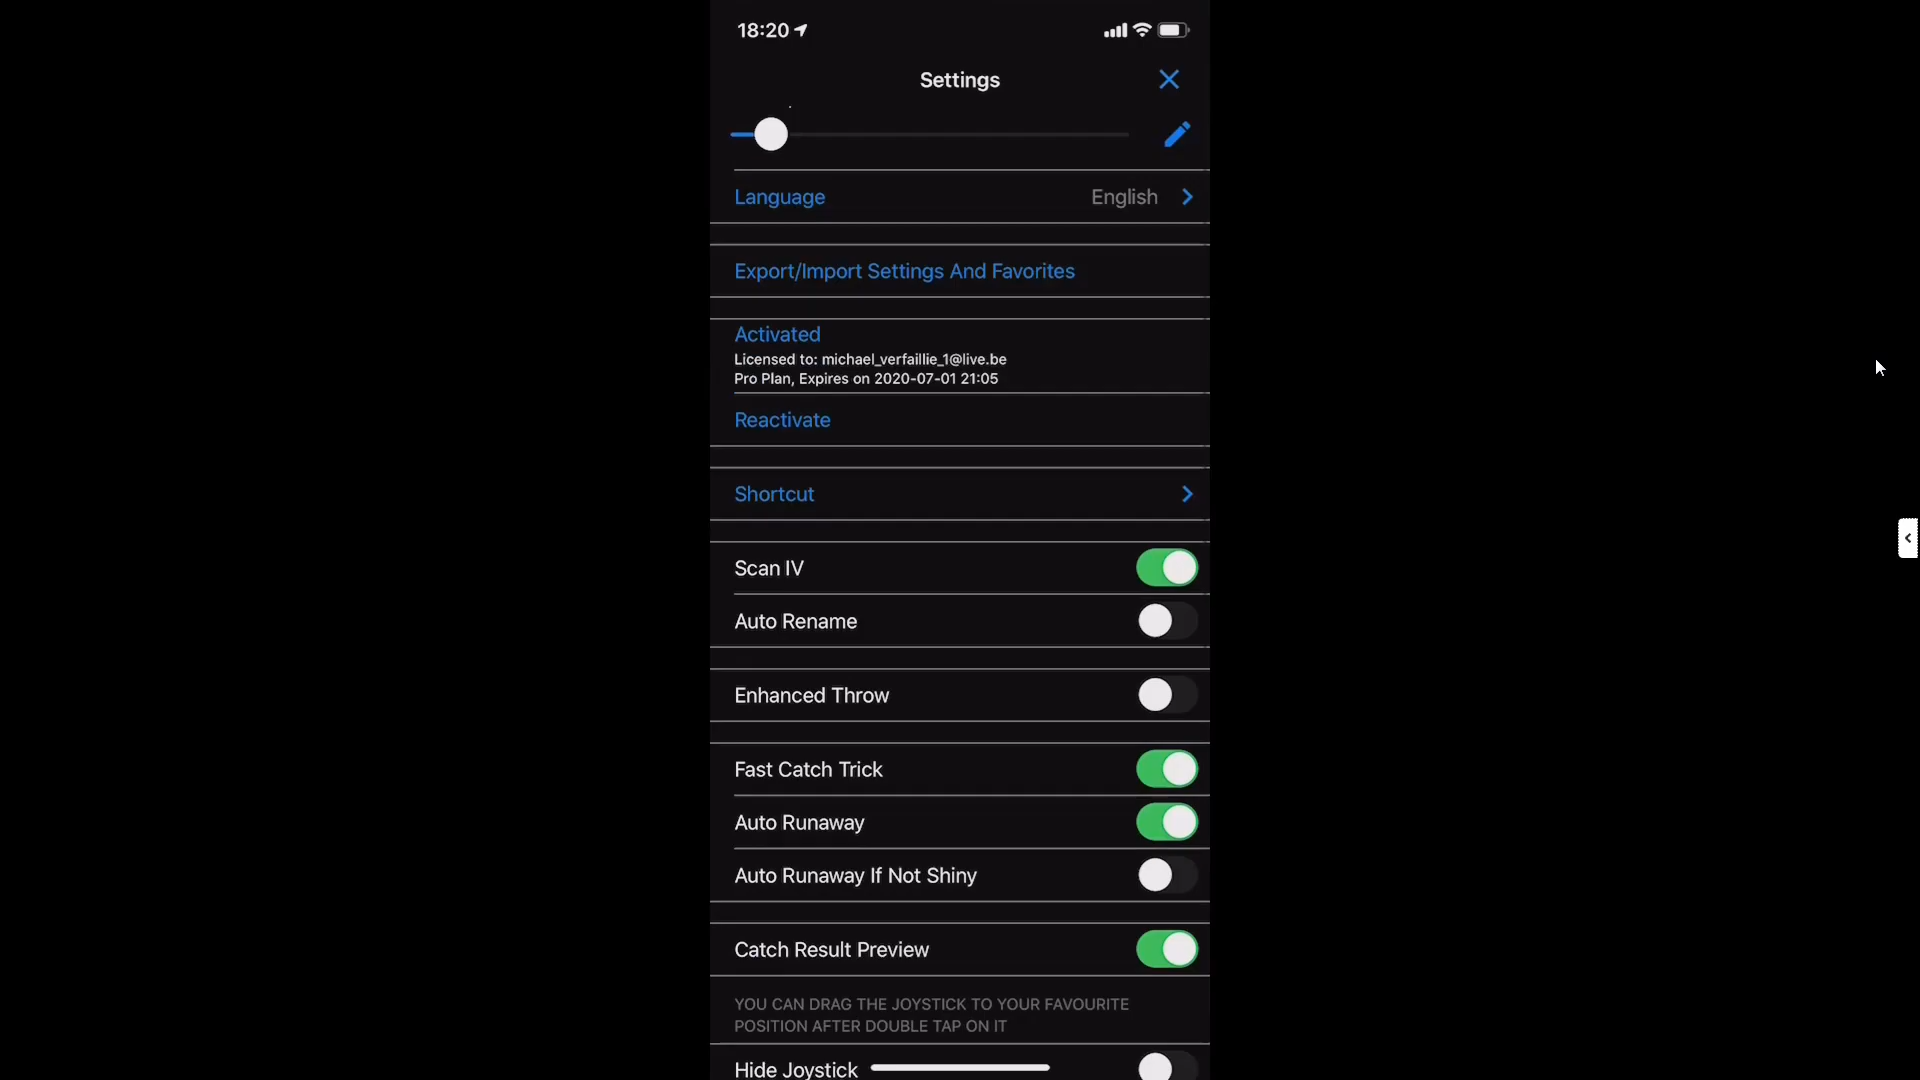 18:20
Settings
Language English
Export/Import Settings And Favorites
Activated
Licensed to: michael_verfaillie_1@live.be
Pro Plan, Expires on 2020-07-01 21:05
Reactivate
Shortcut
Scan IV
Auto Rename
Enhanced Throw
Fast Catch Trick
Auto Runaway
Auto Runaway If Not Shiny
Catch Result Preview
YOU CAN DRAG THE JOYSTICK TO YOUR FAVOURITE
POSITION AFTER DOUBLE TAP ON IT
Hide Joystick